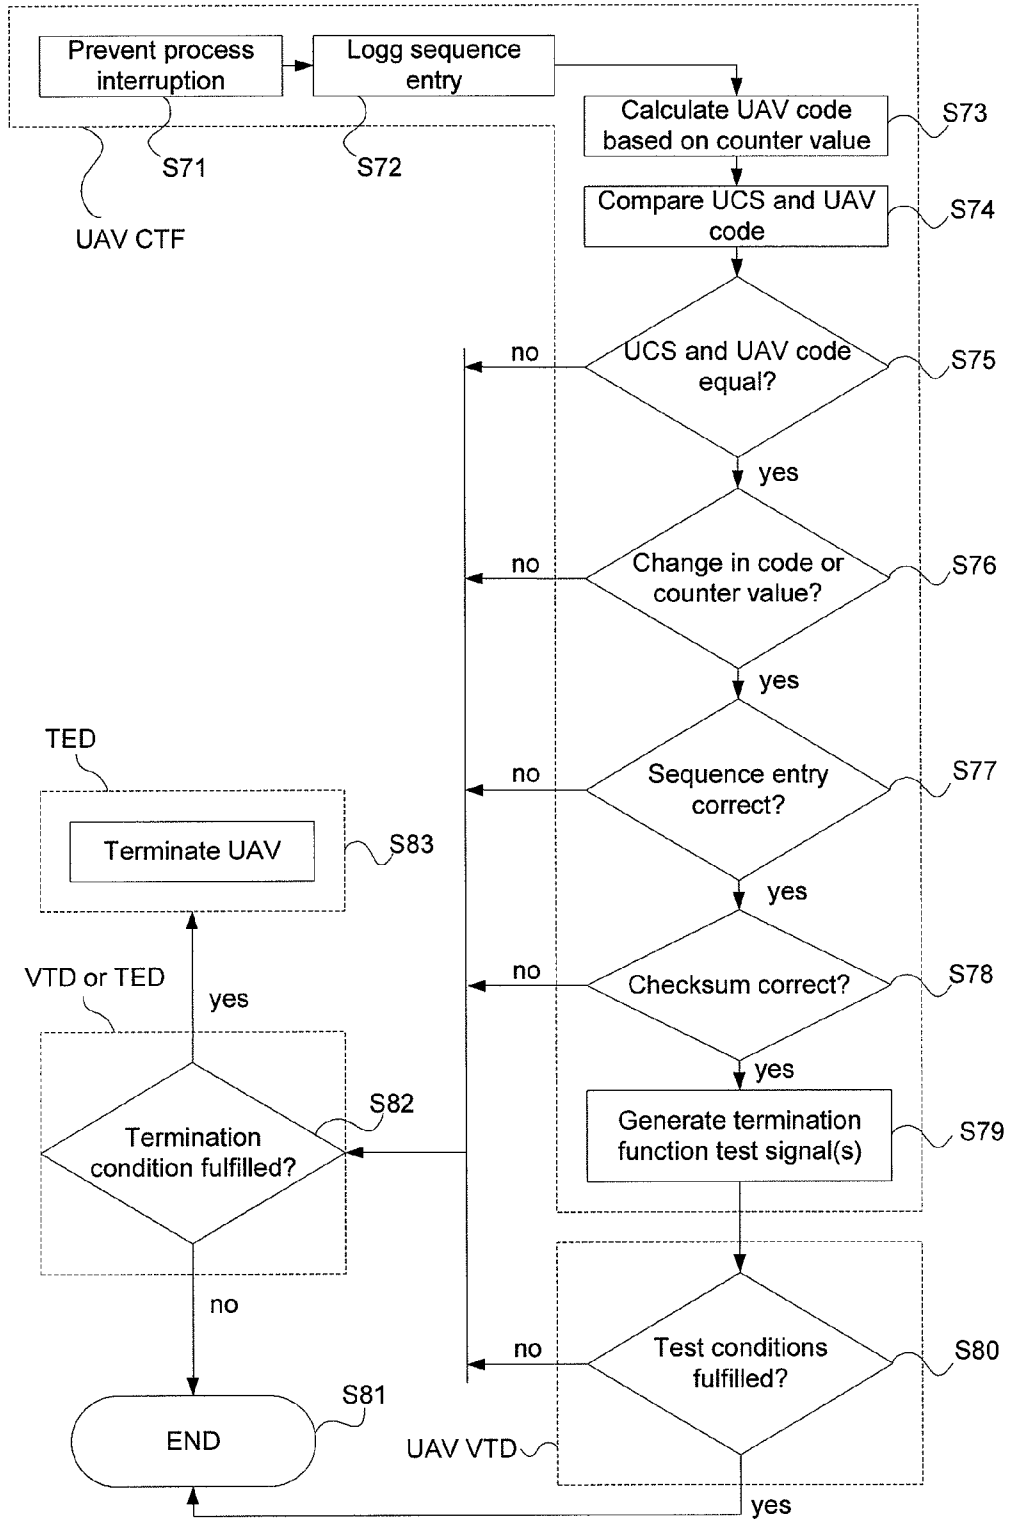 Prevent process
interruption
Logg sequence
entry
S71
S72
UAV CTF
Calculate UAV code
based on counter value
S73
Compare UCS and UAV
code
S74
UCS and UAV code
equal?
S75
no
yes
Change in code or
counter value?
S76
no
yes
Sequence entry
correct?
S77
no
yes
TED
Terminate UAV
S83
Checksum correct?
S78
no
yes
VTD or TED
yes
Termination
condition fulfilled?
S82
Generate termination
function test signal(s)
S79
no
Test conditions
fulfilled?
S80
no
END
S81
UAV VTD
yes